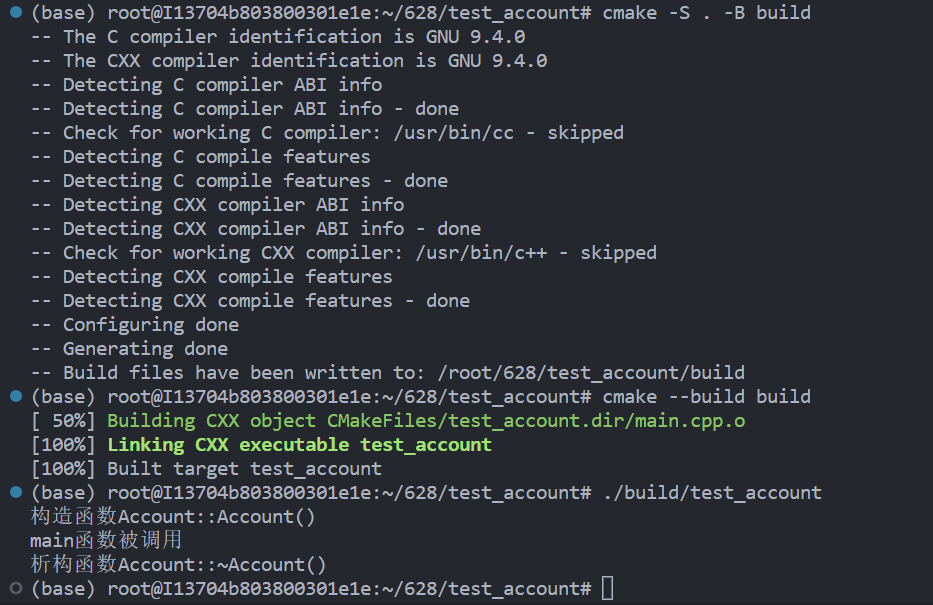 (base) root@I13704b803800301e1e:~/628/test_account# cmake -S . -B build
-- The C compiler identification is GNU 9.4.0
-- The CXX compiler identification is GNU 9.4.0
-- Detecting C compiler ABI info
-- Detecting C compiler ABI info - done
-- Check for working C compiler: /usr/bin/cc - skipped
-- Detecting C compile features
-- Detecting C compile features - done
-- Detecting CXX compiler ABI info
-- Detecting CXX compiler ABI info - done
-- Check for working CXX compiler: /usr/bin/c++ - skipped
-- Detecting CXX compile features
-- Detecting CXX compile features - done
-- Configuring done
-- Generating done
-- Build files have been written to: /root/628/test_account/build
(base) root@I13704b803800301e1e:~/628/test_account# cmake --build build
[ 50%] Building CXX object CMakeFiles/test_account.dir/main.cpp.o
[100%] Linking CXX executable test_account
[100%] Built target test_account
(base) root@I13704b803800301e1e:~/628/test_account# ./build/test_account
构造函数Account::Account()
main函数被调用
析构函数Account::~Account()
(base) root@I13704b803800301e1e:~/628/test_account#